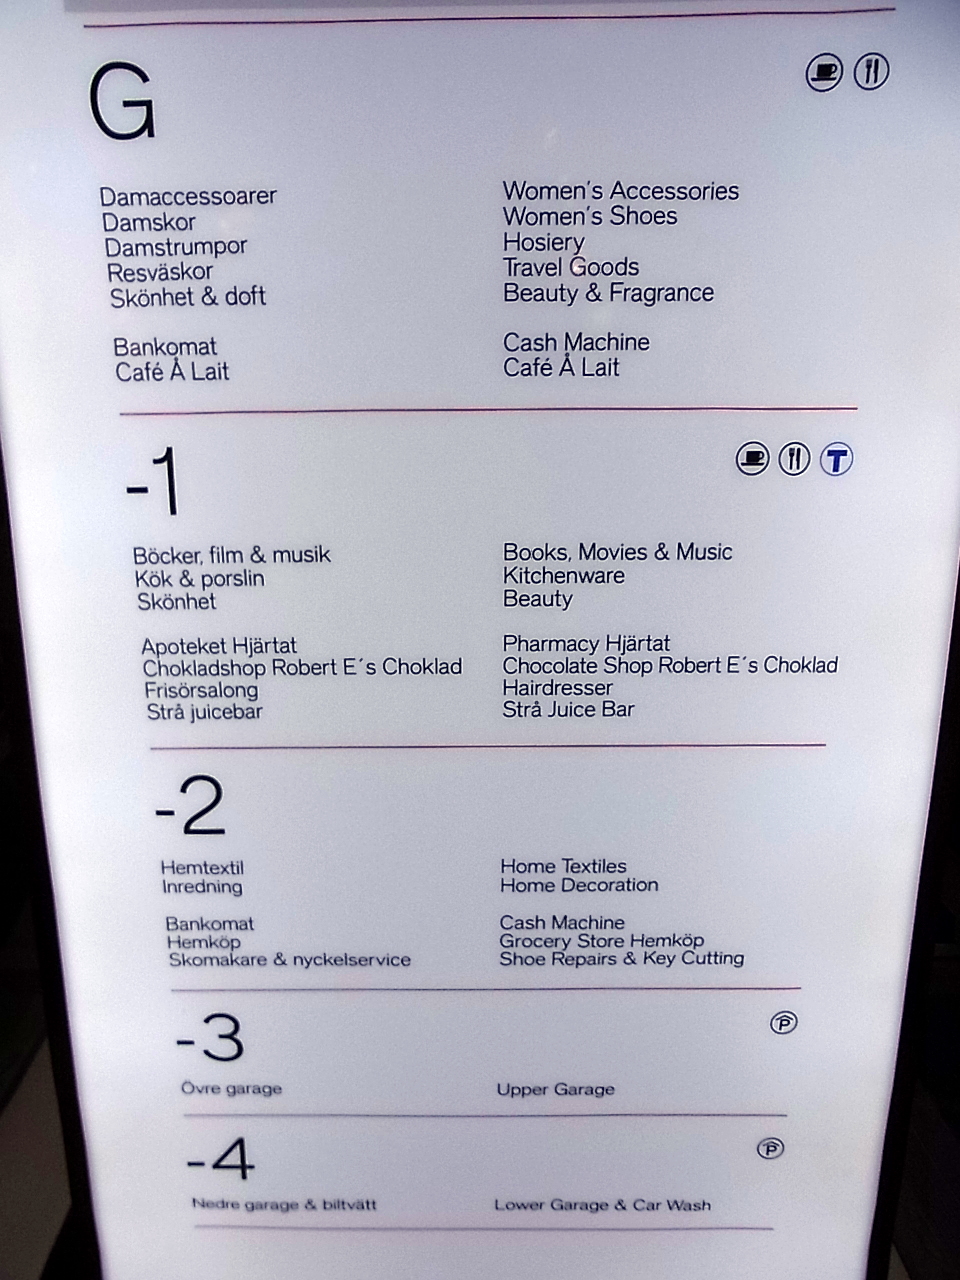 G
Damaccessoarer
Damskor
Damstrumpor
Resväskor
Skönhet & doft
Bankomat
Café Å Lait
Women's Accessories
Women's Shoes
Hosiery
Travel Goods
Beauty & Fragrance
Cash Machine
Café Å Lait
-1
T
Böcker, film & musik
Kök & porslin
Skönhet
Apoteket Hjärtat
Chokladshop Robert E´s Choklad
Frisörsalong
Strå juicebar
Books, Movies & Music
Kitchenware
Beauty
Pharmacy Hjärtat
Chocolate Shop Robert E´s Choklad
Hairdresser
Strå Juice Bar
-2
Hemtextil
Inredning
Bankomat
Hemköp
Skomakare & nyckelservice
Home Textiles
Home Decoration
Cash Machine
Grocery Store Hemköp
Shoe Repairs & Key Cutting
-3
P
Övre garage
Upper Garage
-4
P
Nedre garage & biltvätt
Lower Garage & Car Wash